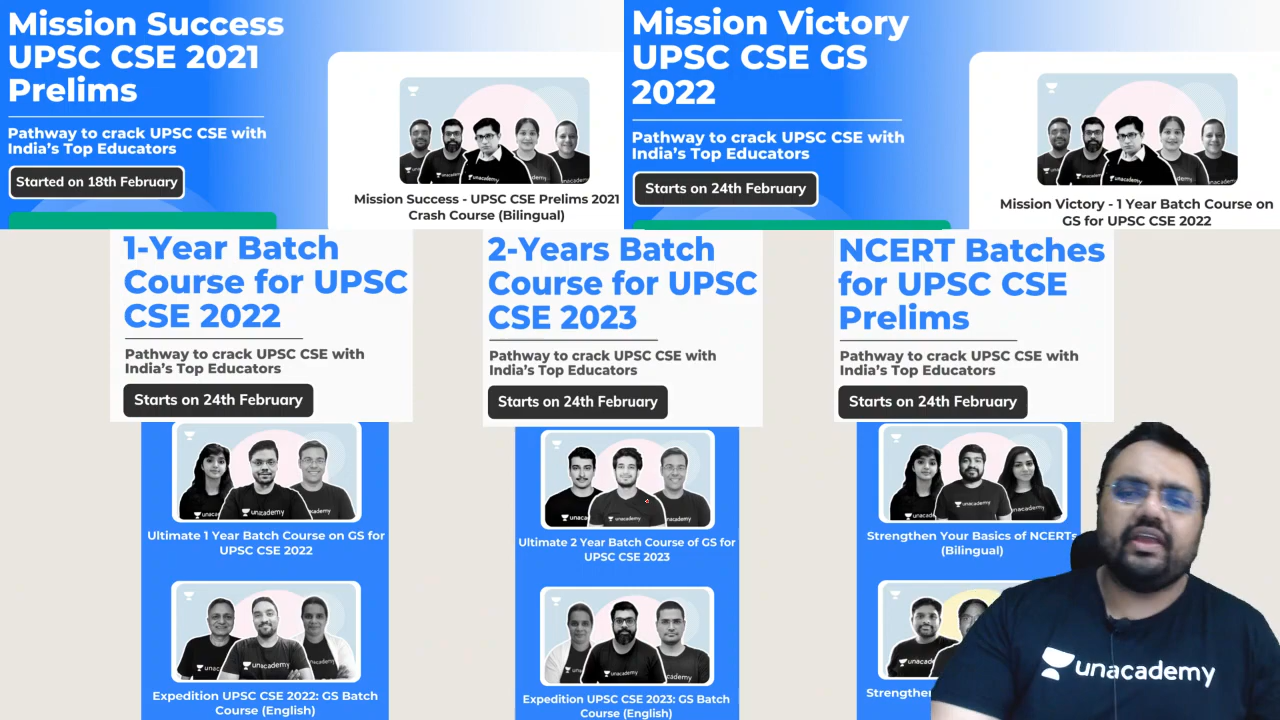 Mission Success
UPSC CSE 2021
Prelims
Pathway to crack UPSC CSE with
India's Top Educators
Started on 18th February
Mission Success - UPSC CSE Prelims 2021
Crash Course (Bilingual)
Mission Victory
UPSC CSE GS
2022
Pathway to crack UPSC CSE with
India's Top Educators
Starts on 24th February
Mission Victory - 1 Year Batch Course on
GS for UPSC CSE 2022
1-Year Batch
Course for UPSC
CSE 2022
Pathway to crack UPSC CSE with
India's Top Educators
Starts on 24th February
unacademy
Ultimate 1 Year Batch Course on GS for
UPSC CSE 2022
unacademy
Expedition UPSC CSE 2022: GS Batch
Course (English)
2-Years Batch
Course for UPSC
CSE 2023
Pathway to crack UPSC CSE with
India's Top Educators
Starts on 24th February
unacademy
Ultimate 2 Year Batch Course of GS for
UPSC CSE 2023
unacademy
Expedition UPSC CSE 2023: GS Batch
Course (English)
NCERT Batches
for UPSC CSE
Prelims
Pathway to crack UPSC CSE with
India's Top Educators
Starts on 24th February
unacademy
Strengthen Your Basics of NCERTs
(Bilingual)
Strengthen
unacademy